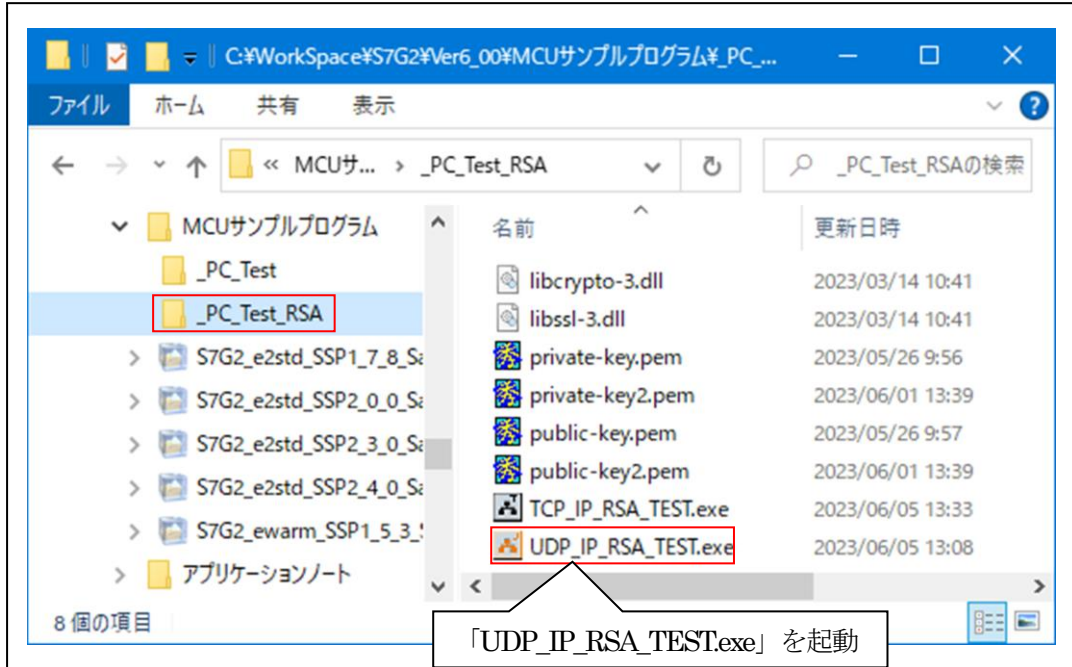 C:¥WorkSpace¥S7G2¥Ver6_00¥MCUサンプルプログラム¥_PC_...
ファイル ホーム 共有 表示
« MCUサ... › _PC_Test_RSA
_PC_Test_RSAの検索
MCUサンプルプログラム
_PC_Test
_PC_Test_RSA
S7G2_e2std_SSP1_7_8_Sa
S7G2_e2std_SSP2_0_0_Sa
S7G2_e2std_SSP2_3_0_Sa
S7G2_e2std_SSP2_4_0_Sa
S7G2_ewarm_SSP1_5_3_S
アプリケーションノート
名前 更新日時
libcrypto-3.dll 2023/03/14 10:41
libssl-3.dll 2023/03/14 10:41
private-key.pem 2023/05/26 9:56
private-key2.pem 2023/06/01 13:39
public-key.pem 2023/05/26 9:57
public-key2.pem 2023/06/01 13:39
TCP_IP_RSA_TEST.exe 2023/06/05 13:33
UDP_IP_RSA_TEST.exe 2023/06/05 13:08
8 個の項目
「UDP_IP_RSA_TEST.exe」を起動